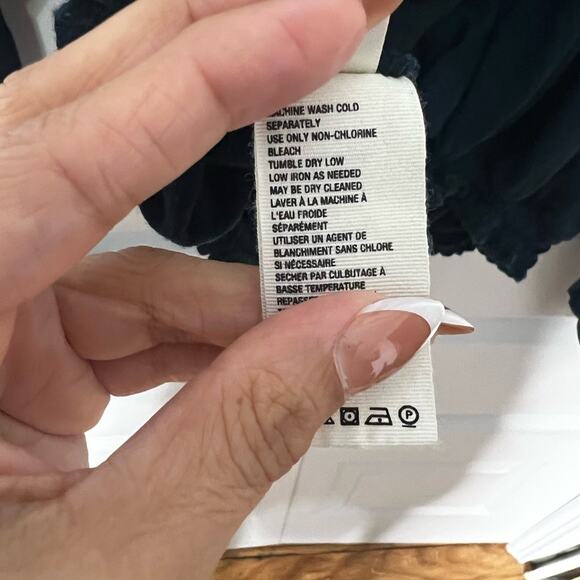 MACHINE WASH COLD
SEPARATELY
USE ONLY NON-CHLORINE
BLEACH
TUMBLE DRY LOW
LOW IRON AS NEEDED
MAY BE DRY CLEANED
LAVER À LA MACHINE À
L'EAU FROIDE
SÉPARÉMENT
UTILISER UN AGENT DE
BLANCHIMENT SANS CHLORE
SI NÉCESSAIRE
SECHER PAR CULBUTAGE À
BASSE TEMPERATURE
P